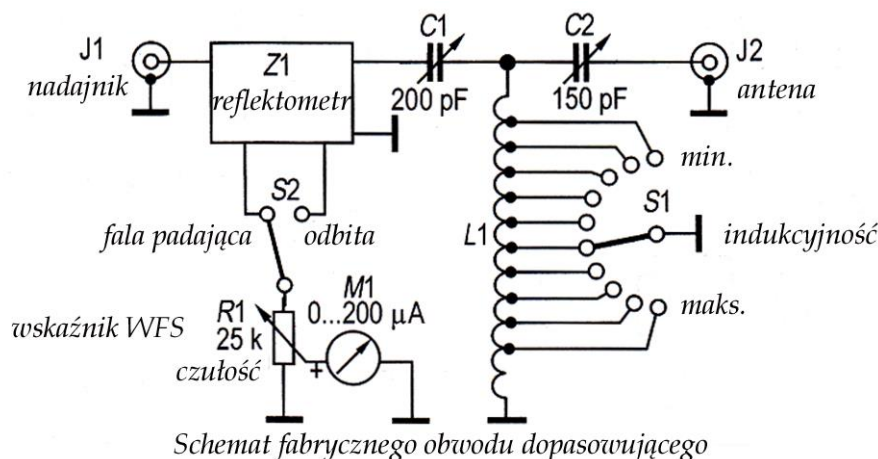 J1
nadajnik
Z1
reflektometr
C1
200 pF
C2
150 pF
J2
antena
min.
S2
fala padająca
odbita
L1
S1
indukcyjność
maks.
wskaźnik WFS
R1
25 k
czułość
M1
0...200 µA
+
Schemat fabrycznego obwodu dopasowującego